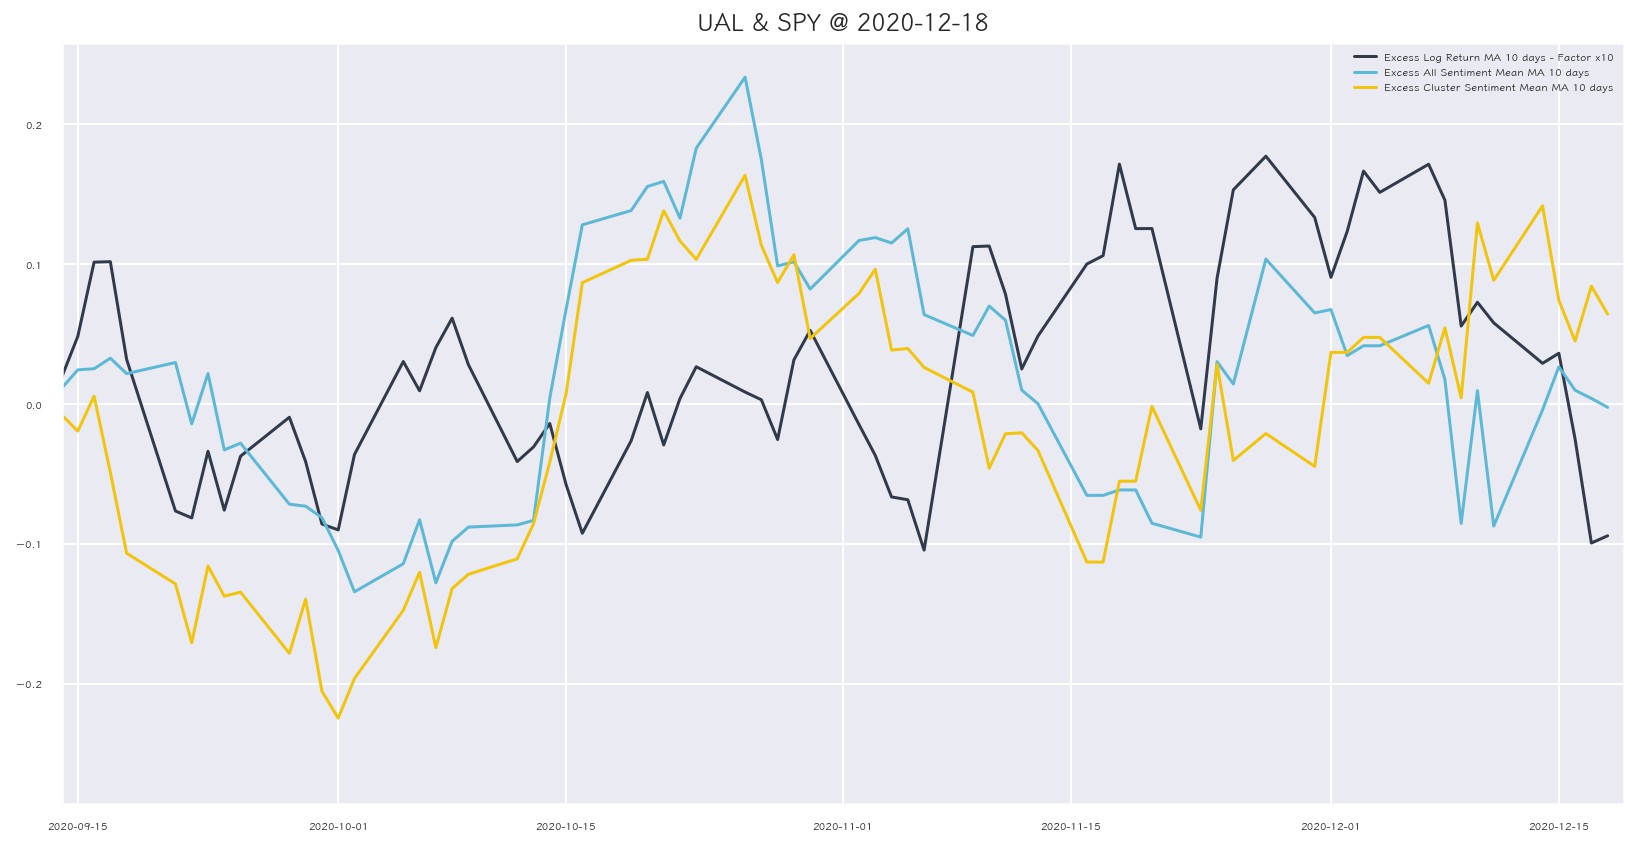 UAL & SPY @ 2020-12-18
Excess Log Return MA 10 days - Factor x10
Excess All Sentiment Mean MA 10 days
Excess Cluster Sentiment Mean MA 10 days
0.2
0.1
0.0
−0.1
−0.2
2020-09-15 2020-10-01 2020-10-15 2020-11-01 2020-11-15 2020-12-01 2020-12-15